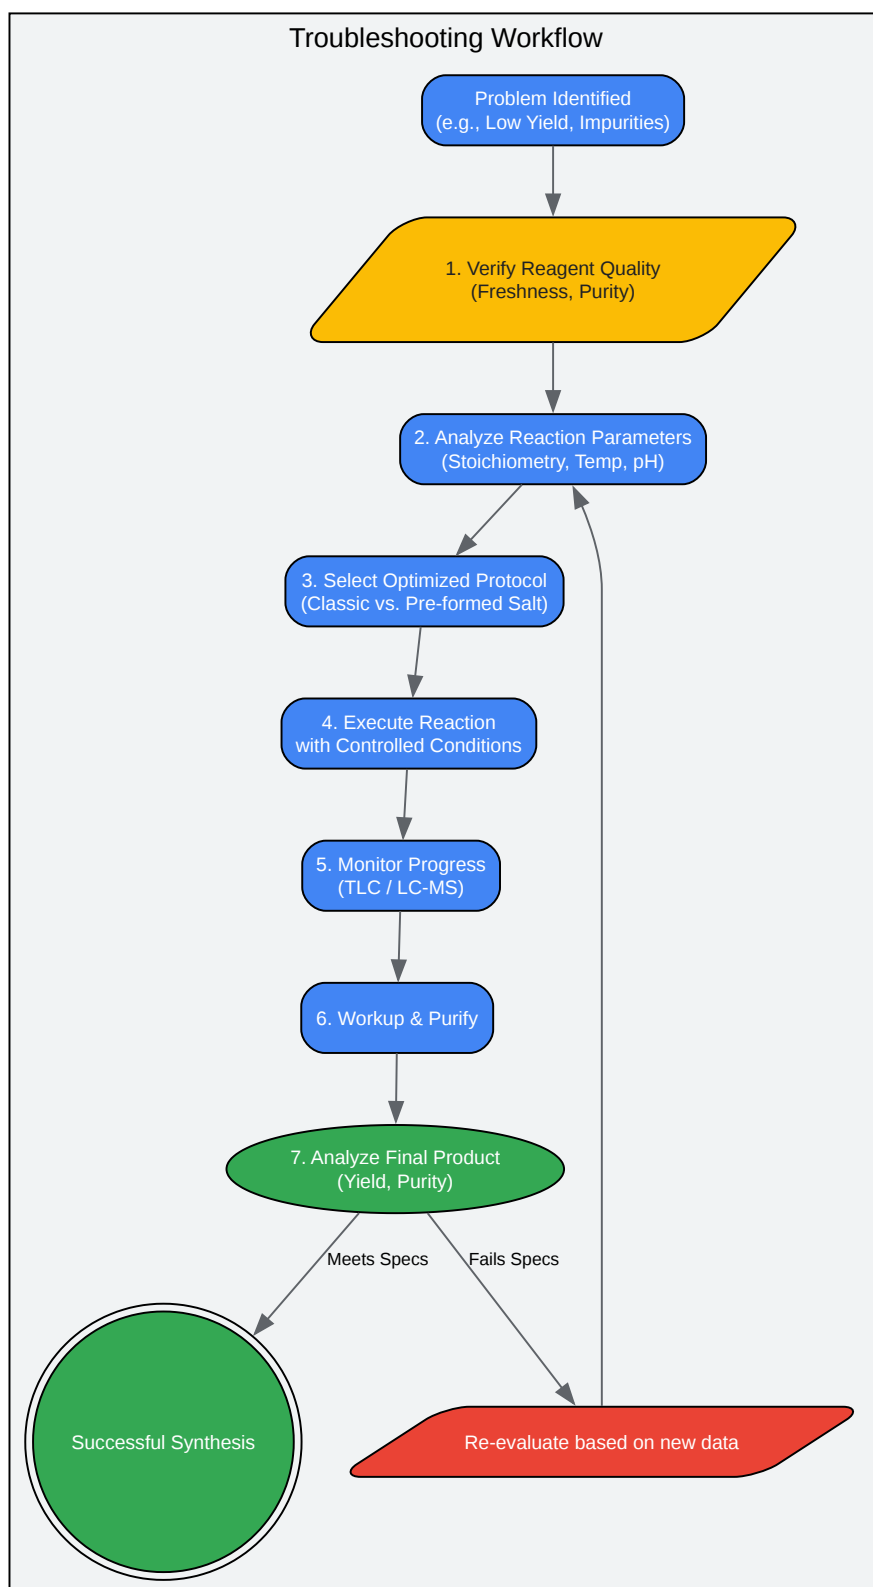 Troubleshooting Workflow
Problem Identified
(e.g., Low Yield, Impurities)
1. Verify Reagent Quality
(Freshness, Purity)
2. Analyze Reaction Parameters
(Stoichiometry, Temp, pH)
3. Select Optimized Protocol
(Classic vs. Pre-formed Salt)
4. Execute Reaction
with Controlled Conditions
5. Monitor Progress
(TLC / LC-MS)
6. Workup & Purify
7. Analyze Final Product
(Yield, Purity)
Meets Specs
Fails Specs
Successful Synthesis
Re-evaluate based on new data